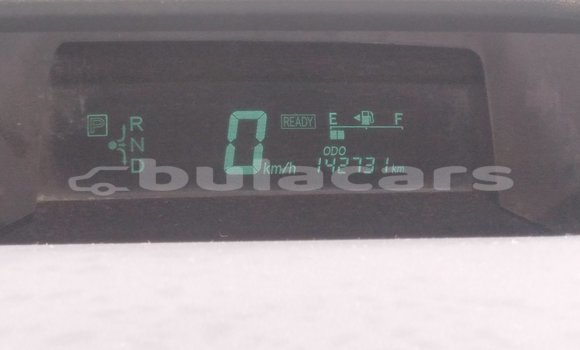 P R
N
D
0 km/h
READY
E F
ODO
142731 km
bulacars